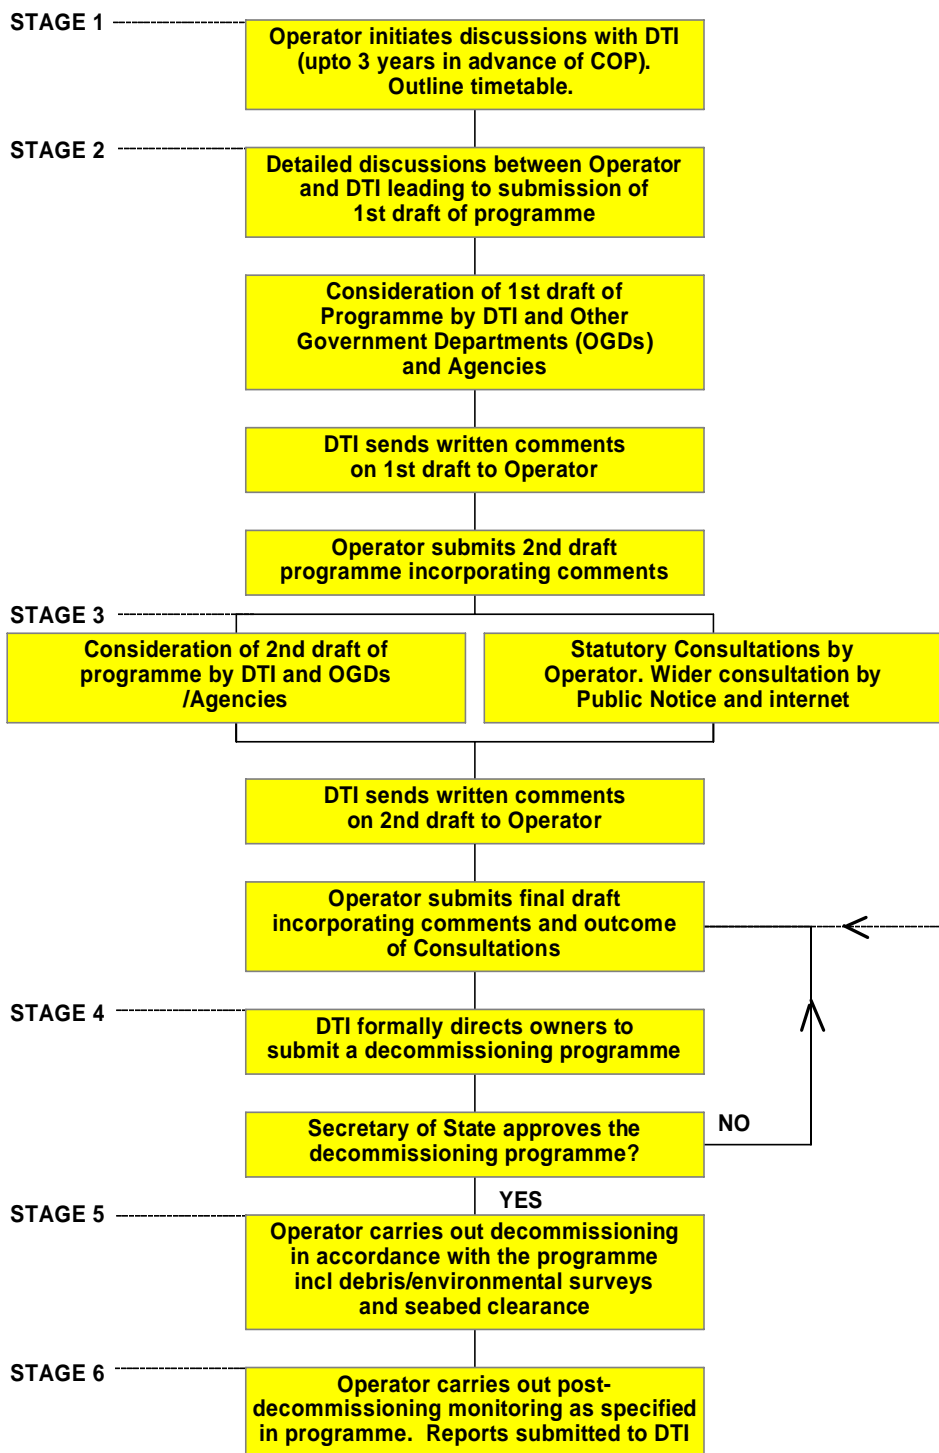 STAGE 1
Operator initiates discussions with DTI
(upto 3 years in advance of COP).
Outline timetable.
STAGE 2
Detailed discussions between Operator
and DTI leading to submission of
1st draft of programme
Consideration of 1st draft of
Programme by DTI and Other
Government Departments (OGDs)
and Agencies
DTI sends written comments
on 1st draft to Operator
Operator submits 2nd draft
programme incorporating comments
STAGE 3
Consideration of 2nd draft of
programme by DTI and OGDs
/Agencies
Statutory Consultations by
Operator. Wider consultation by
Public Notice and internet
DTI sends written comments
on 2nd draft to Operator
Operator submits final draft
incorporating comments and outcome
of Consultations
STAGE 4
DTI formally directs owners to
submit a decommissioning programme
Secretary of State approves the
decommissioning programme?
NO
YES
STAGE 5
Operator carries out decommissioning
in accordance with the programme
incl debris/environmental surveys
and seabed clearance
STAGE 6
Operator carries out post-
decommissioning monitoring as specified
in programme.  Reports submitted to DTI